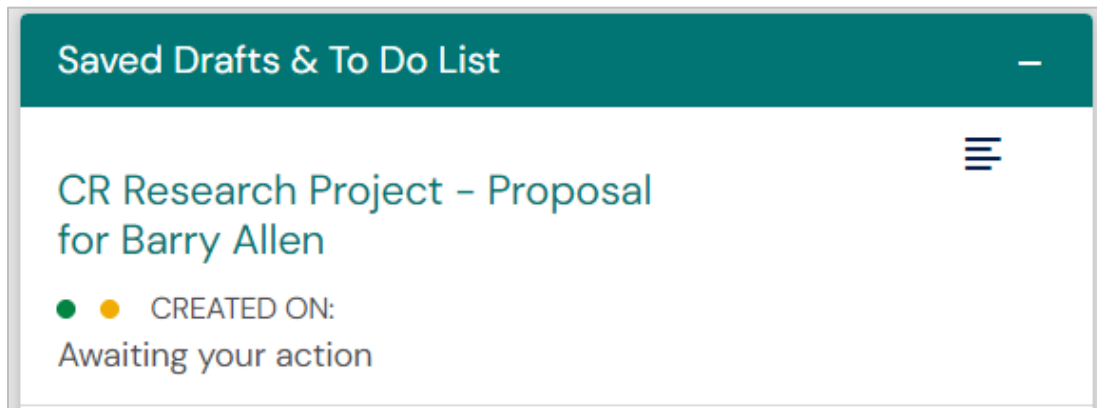 Saved Drafts & To Do List
CR Research Project - Proposal
for Barry Allen
CREATED ON:
Awaiting your action